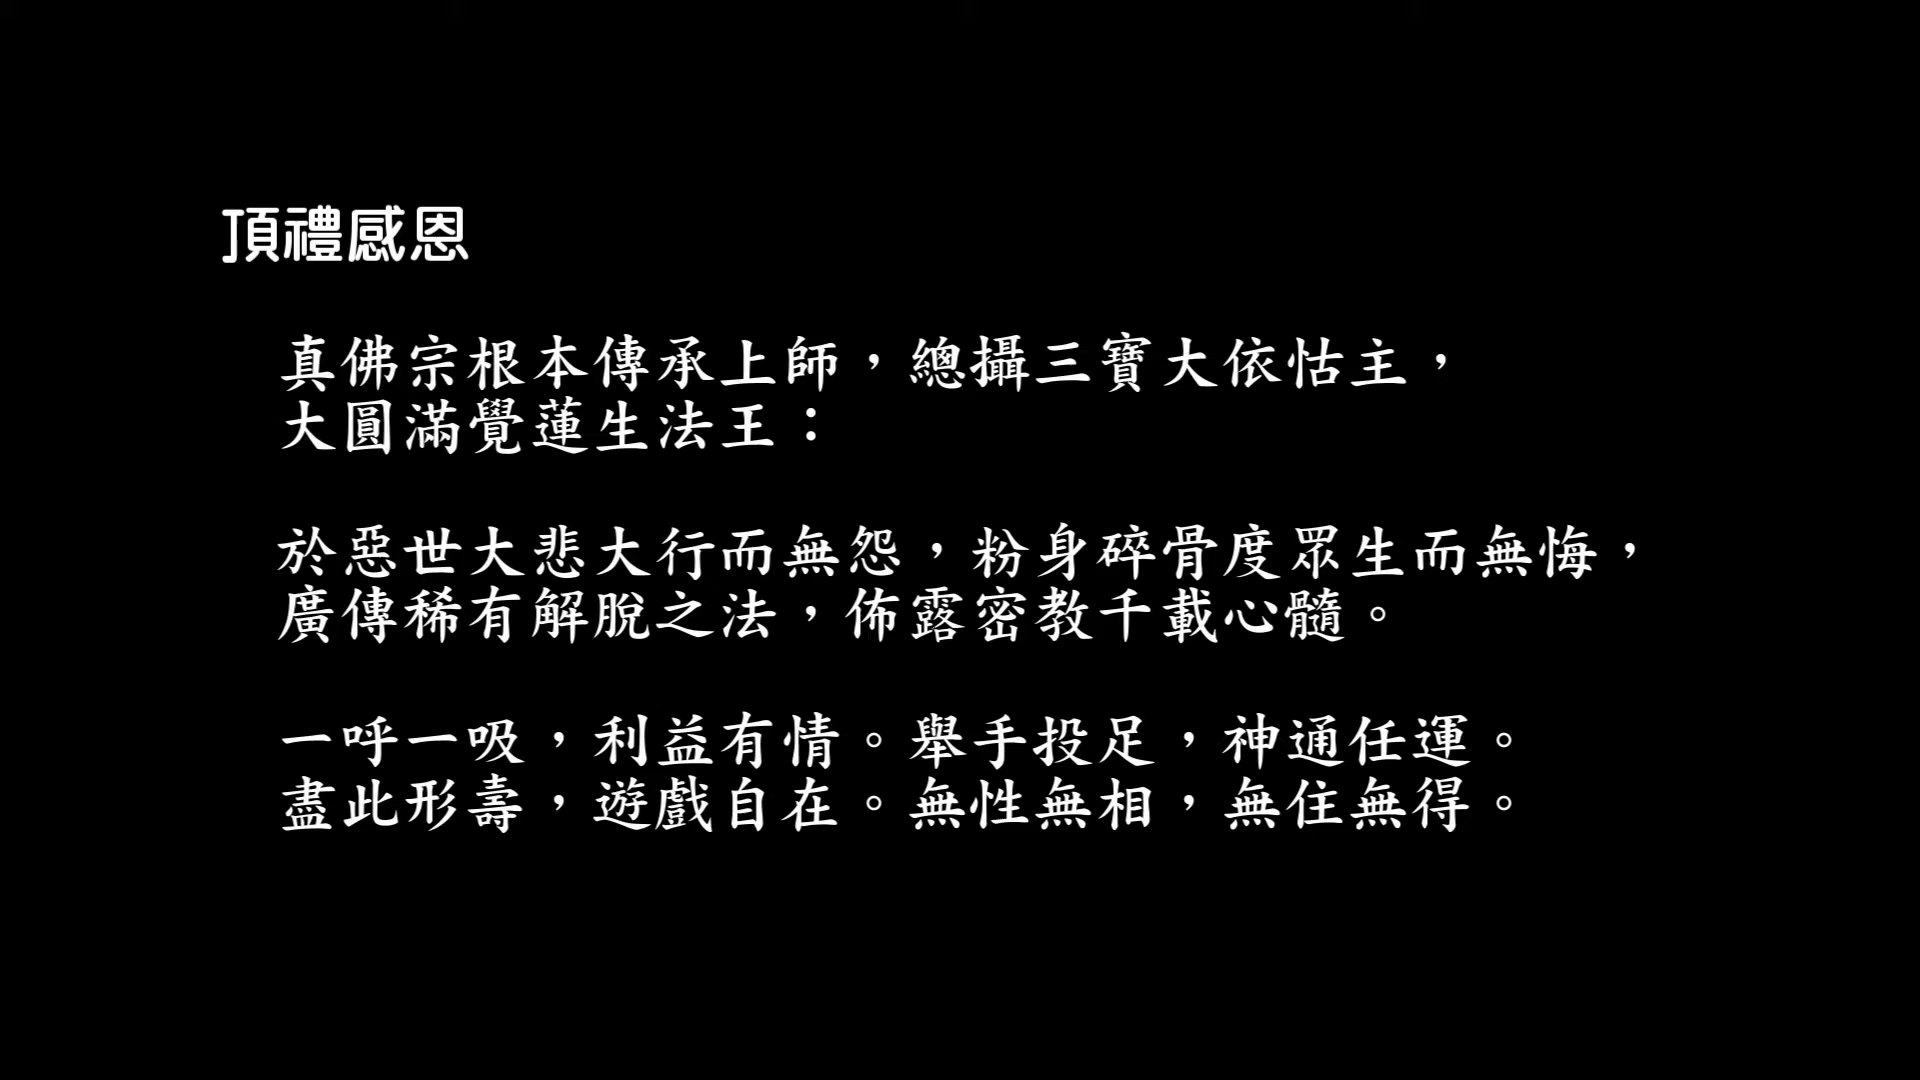 頂禮感恩
真佛宗根本傳承上師，總攝三寶大依怙主，
大圓滿覺蓮生法王：
於惡世大悲大行而無怨，粉身碎骨度眾生而無悔，
廣傳稀有解脫之法，佈露密教千載心髓。
一呼一吸，利益有情。舉手投足，神通任運。
盡此形壽，遊戲自在。無性無相，無住無得。